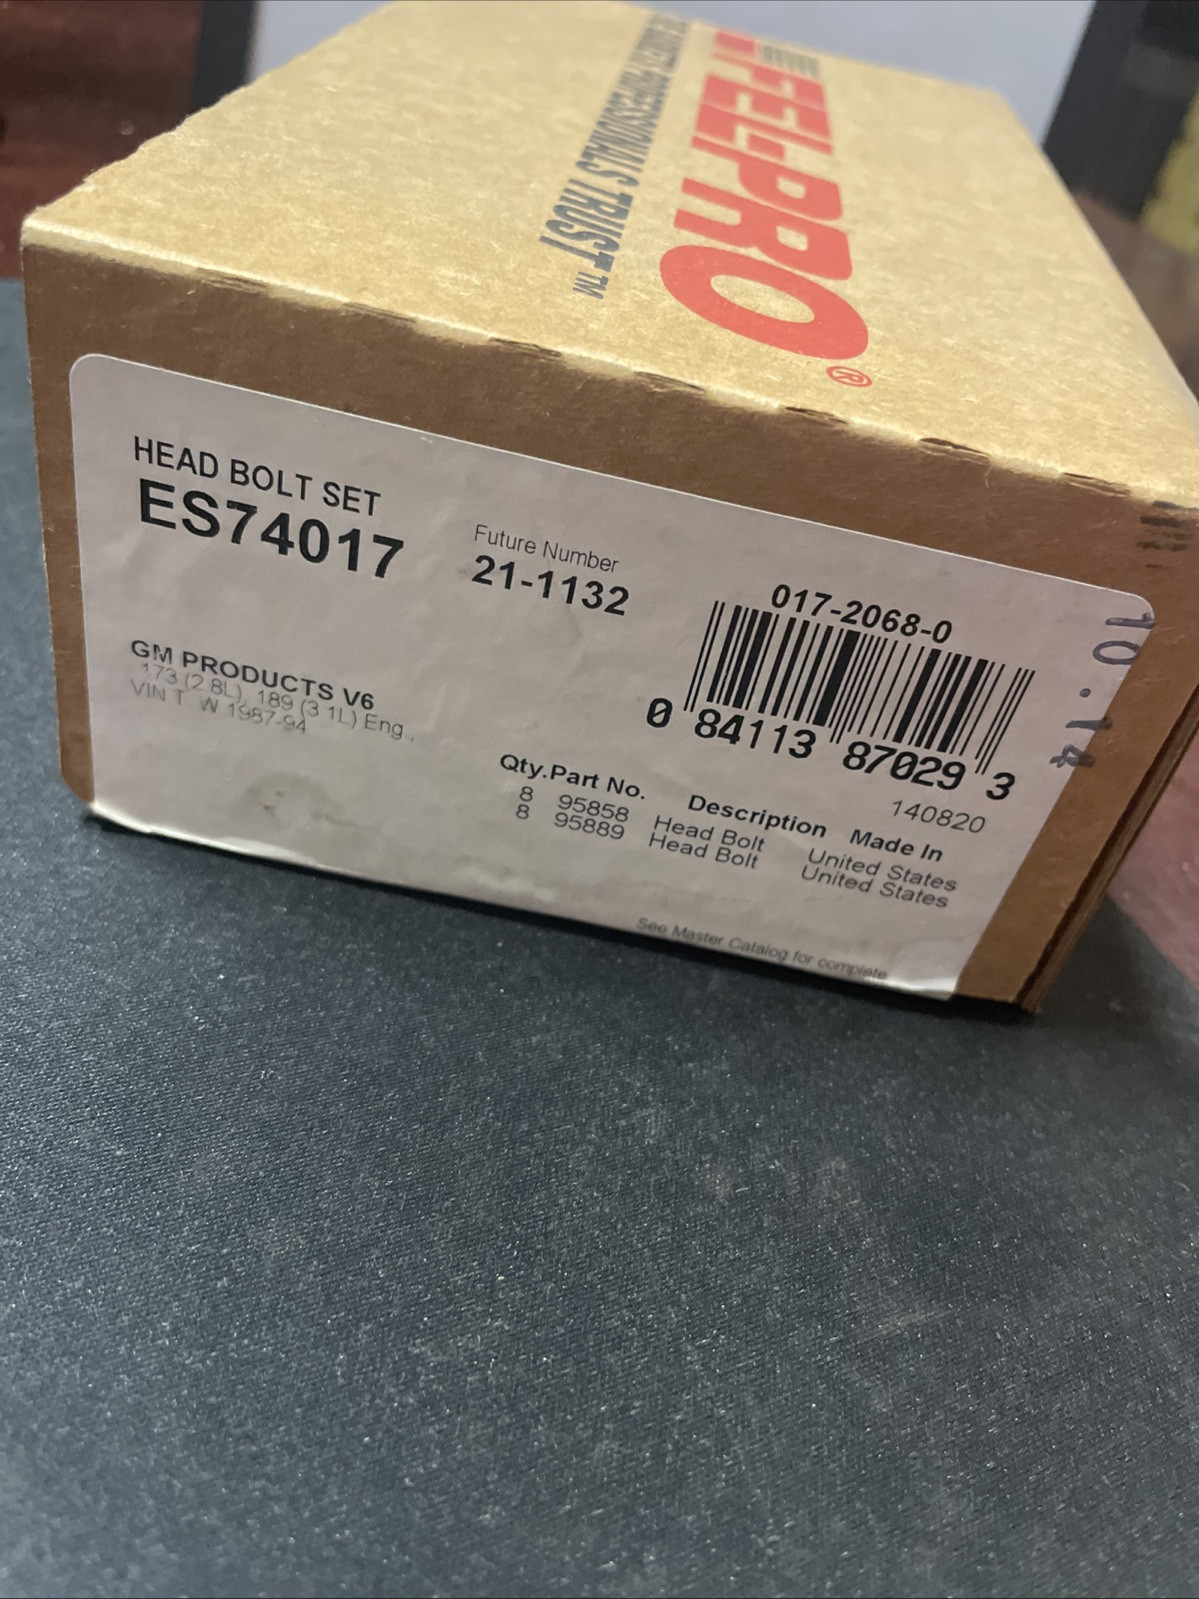 FEL-PRO®
PROFESSIONALS TRUST™
HEAD BOLT SET
ES74017
Future Number
21-1132
017-2068-0
0 84113 87029 3
140820
10.14
GM PRODUCTS V6
173 (2.8L), 189 (3.1L) Eng.,
VIN T, W 1987-94
Qty. Part No. Description Made In
8 95858 Head Bolt United States
8 95889 Head Bolt United States
See Master Catalog for complete